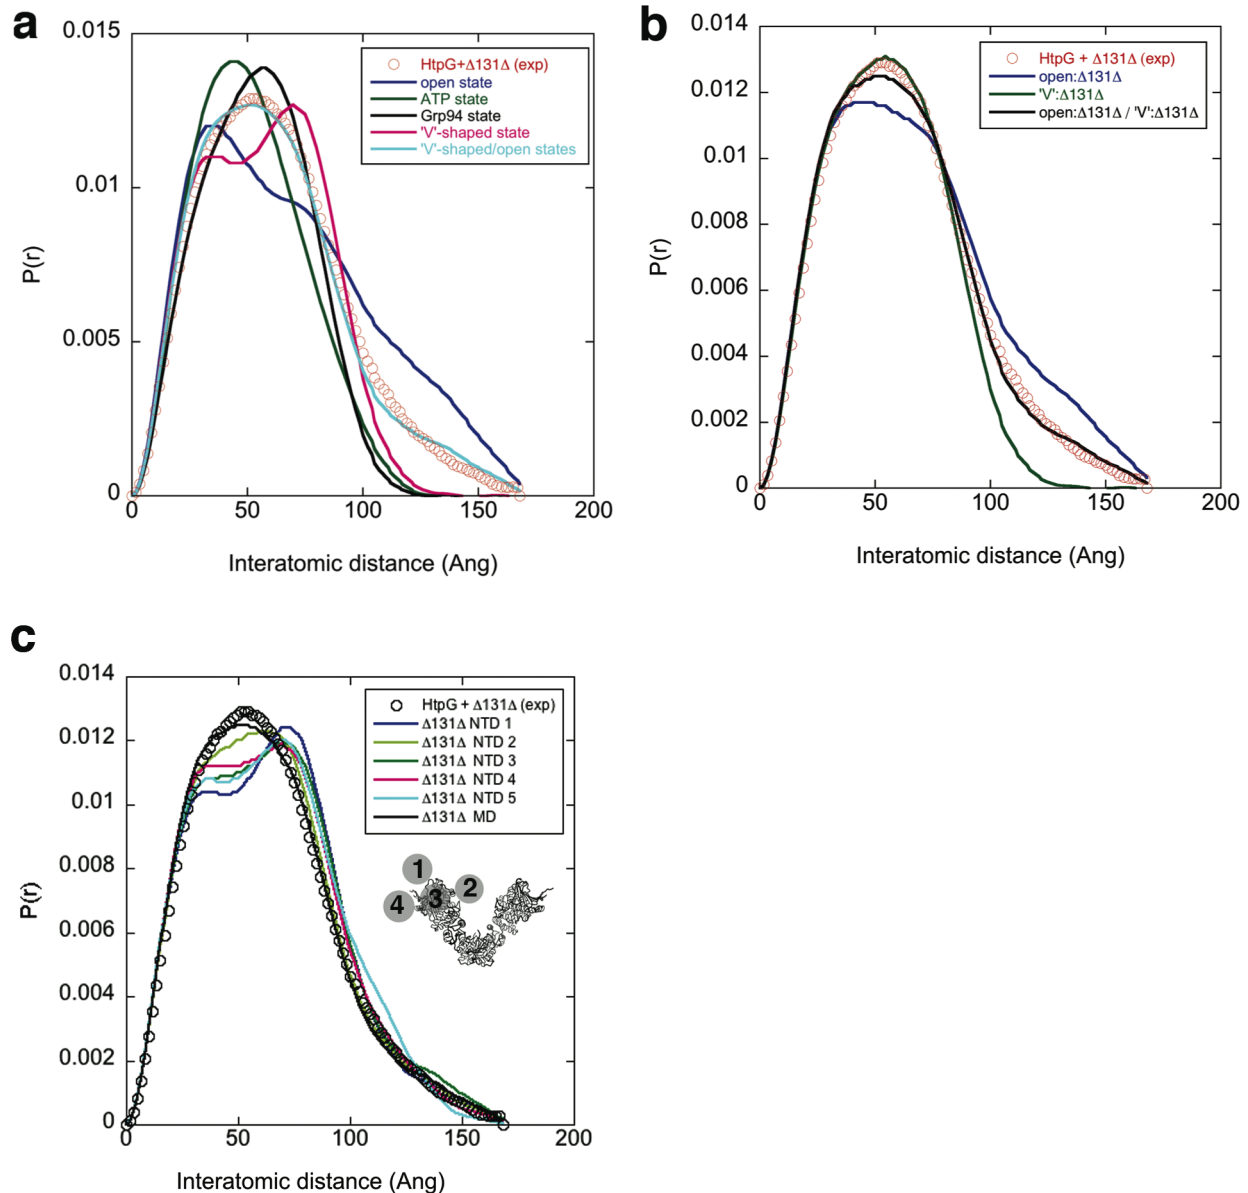 a
0.015
0.01
0.005
0
0
50
100
150
200
P(r)
Interatomic distance (Ang)
HtpG+Δ131Δ (exp)
open state
ATP state
Grp94 state
'V'-shaped state
'V'-shaped/open states
b
0.014
0.012
0.01
0.008
0.006
0.004
0.002
0
0
50
100
150
200
P(r)
Interatomic distance (Ang)
HtpG + Δ131Δ (exp)
open:Δ131Δ
'V':Δ131Δ
open:Δ131Δ / 'V':Δ131Δ
c
0.014
0.012
0.01
0.008
0.006
0.004
0.002
0
0
50
100
150
200
P(r)
Interatomic distance (Ang)
HtpG + Δ131Δ (exp)
Δ131Δ NTD 1
Δ131Δ NTD 2
Δ131Δ NTD 3
Δ131Δ NTD 4
Δ131Δ NTD 5
Δ131Δ MD
1
2
3
4